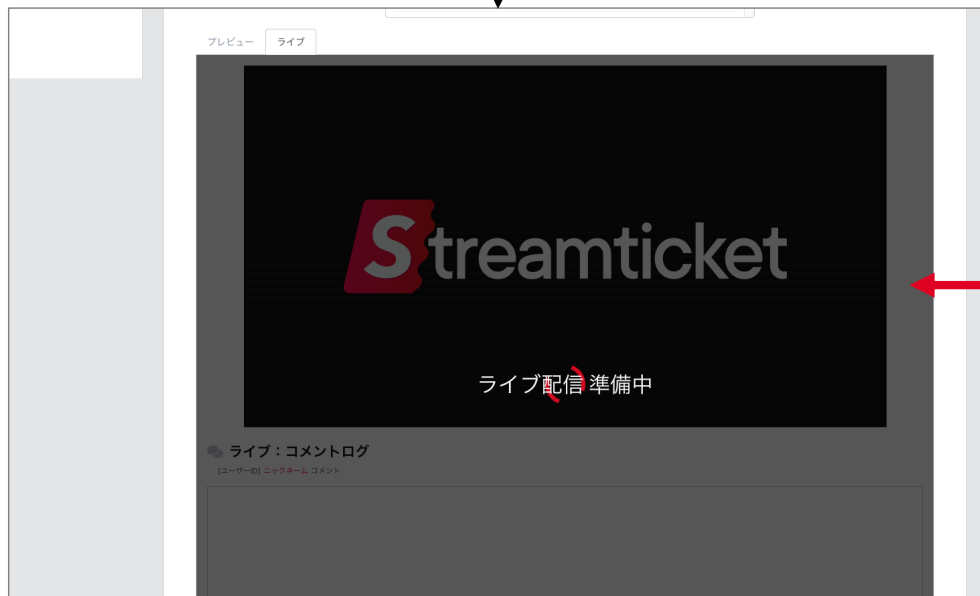 プレビュー
ライブ
Streamticket
ライブ配信準備中
ライブ：コメントログ
[ユーザーID] ニックネーム コメント